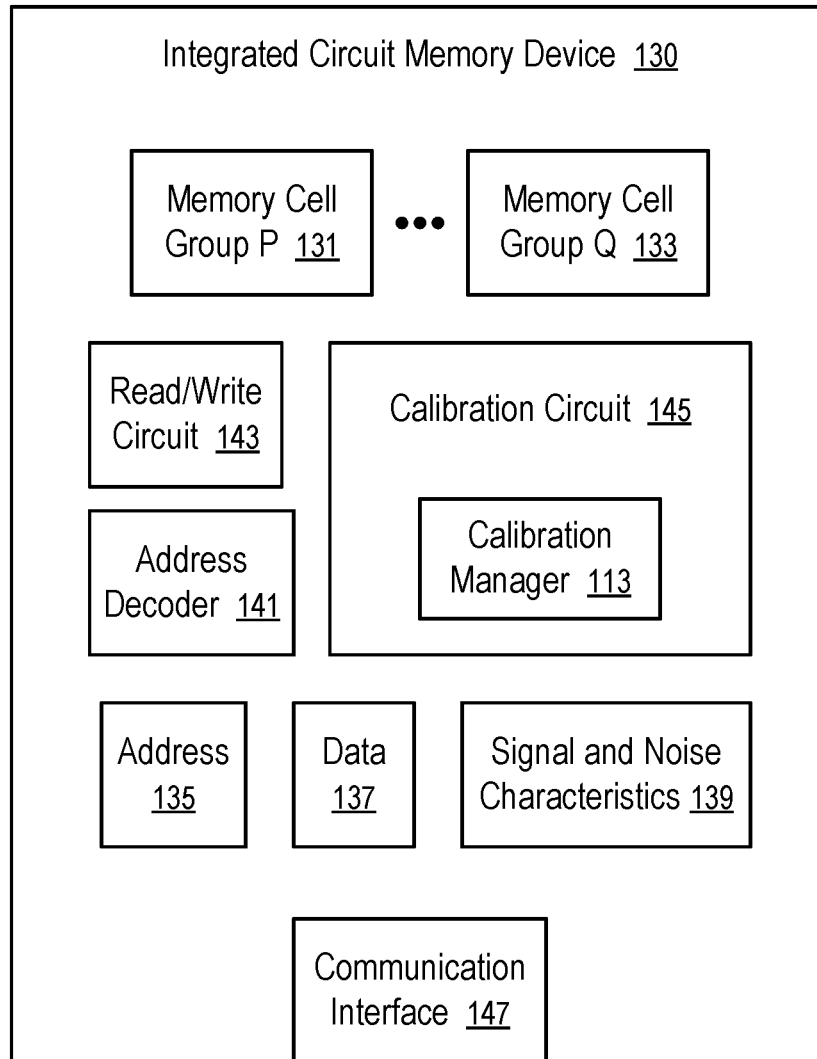 Integrated Circuit Memory Device 130
Memory Cell
Group P 131
•••
Memory Cell
Group Q 133
Read/Write
Circuit 143
Calibration Circuit 145
Calibration
Manager 113
Address
Decoder 141
Address
135
Data
137
Signal and Noise
Characteristics 139
Communication
Interface 147